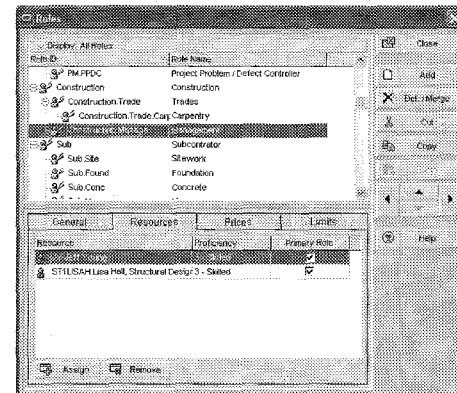 Roles
Display: All Roles
Role ID Role Name
PM.PPDC Project Problem / Defect Controller
Construction Construction
Construction.Trade Trades
Construction.Trade.Carp Carpentry
Management
Sub Subcontrator
Sub.Site Sitework
Sub.Found Foundation
Sub.Conc Concrete
General Resources Prices Limits
Resource Proficiency Primary Role
ST1LISAH.Lisa Hell, Structural Design 3 - Skilled
Assign Remove
Close
Add
Del / Merge
Cut
Copy
Help